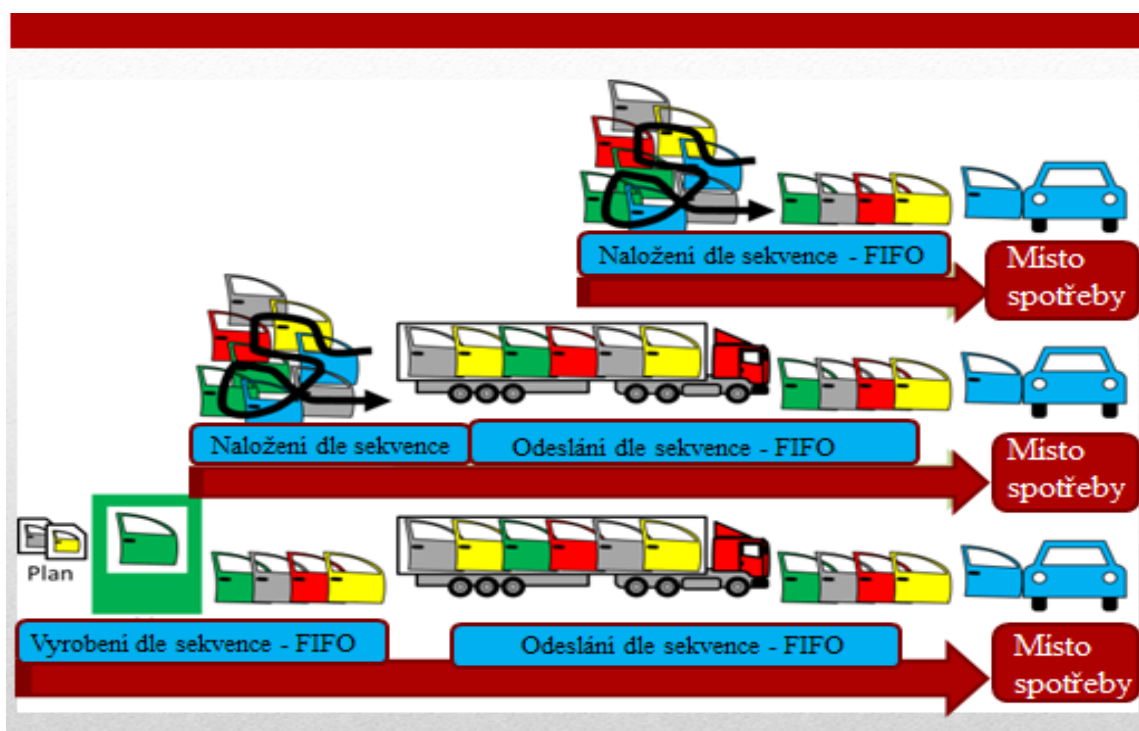 Naložení dle sekvence - FIFO
Místo
spotřeby
Naložení dle sekvence
Odeslání dle sekvence - FIFO
Místo
spotřeby
Plan
Vyrobení dle sekvence - FIFO
Odeslání dle sekvence - FIFO
Místo
spotřeby